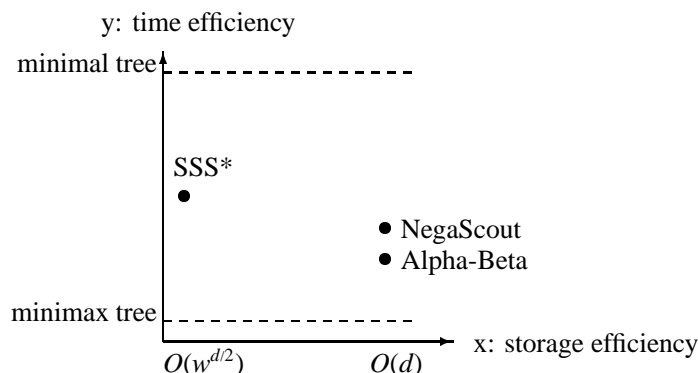 y: time efficiency
minimal tree
SSS*
NegaScout
Alpha-Beta
minimax tree
x: storage efficiency
O(w^{d/2})
O(d)